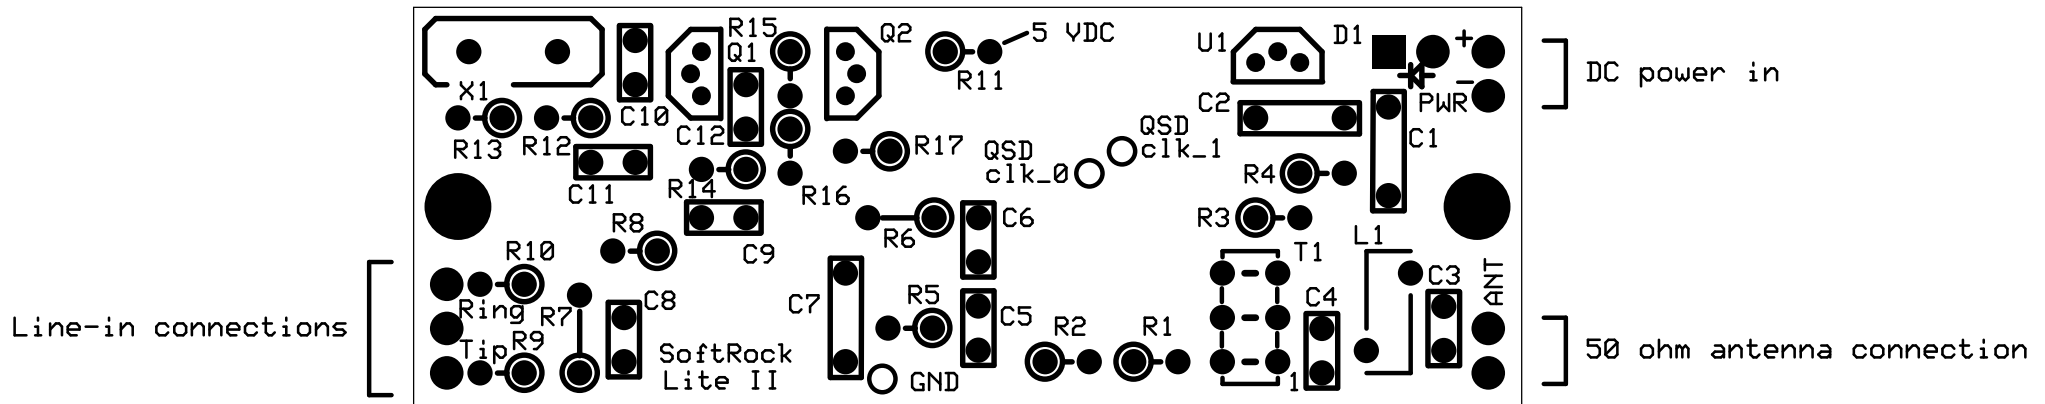 R15
Q2
5 VDC
U1
D1
+
Q1
R11
DC power in
X1
C10
C2
PWR
−
C12
QSD
clk_1
C1
R13
R12
R17
QSD
clk_0
R4
C11
R14
R16
R8
R6
C6
R3
L1
R10
C9
T1
C3
ANT
Ring
R7
C8
C7
R5
C5
C4
Line-in connections
R2
R1
Tip
R9
SoftRock
Lite II
50 ohm antenna connection
GND
1